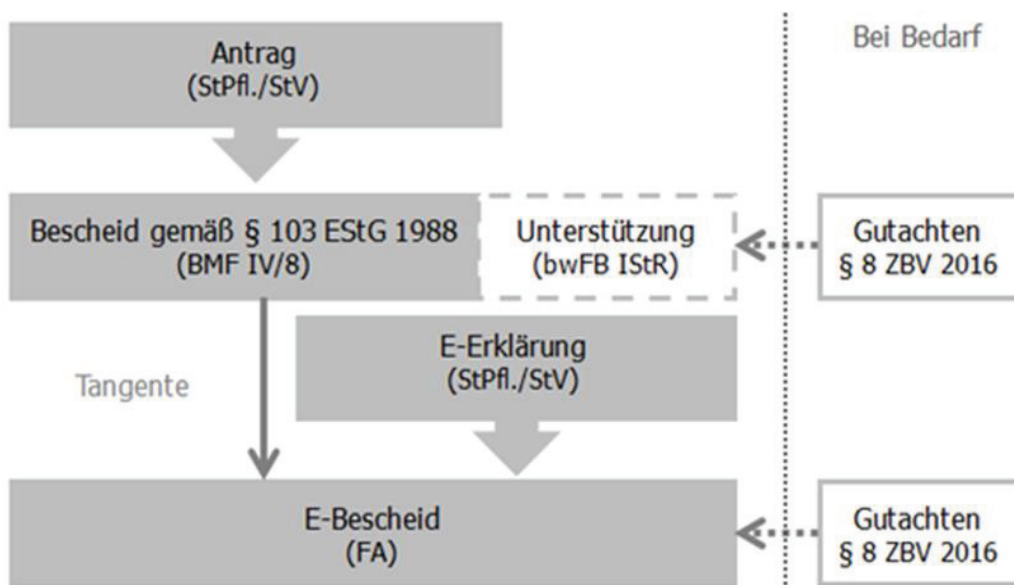 Antrag
(StPfl./StV)
Bei Bedarf
Bescheid gemäß § 103 EStG 1988
(BMF IV/8)
Unterstützung
(bwFB IStR)
Gutachten
§ 8 ZBV 2016
E-Erklärung
(StPfl./StV)
Tangente
E-Bescheid
(FA)
Gutachten
§ 8 ZBV 2016